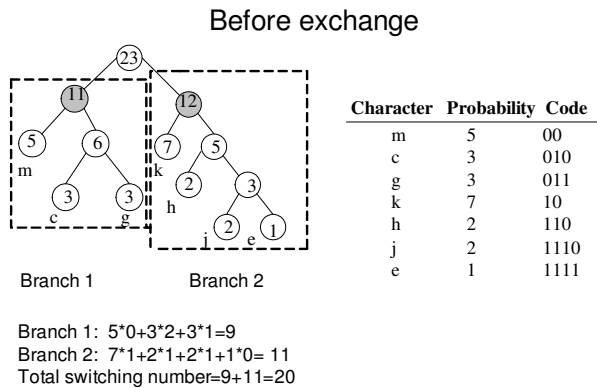 Before exchange
23
11
12
5
6
7
5
m
k
3
3
2
3
c
g
h
2
1
j
e
Branch 1
Branch 2
Character Probability Code
m 5 00
c 3 010
g 3 011
k 7 10
h 2 110
j 2 1110
e 1 1111
Branch 1: 5*0+3*2+3*1=9
Branch 2: 7*1+2*1+2*1+1*0= 11
Total switching number=9+11=20